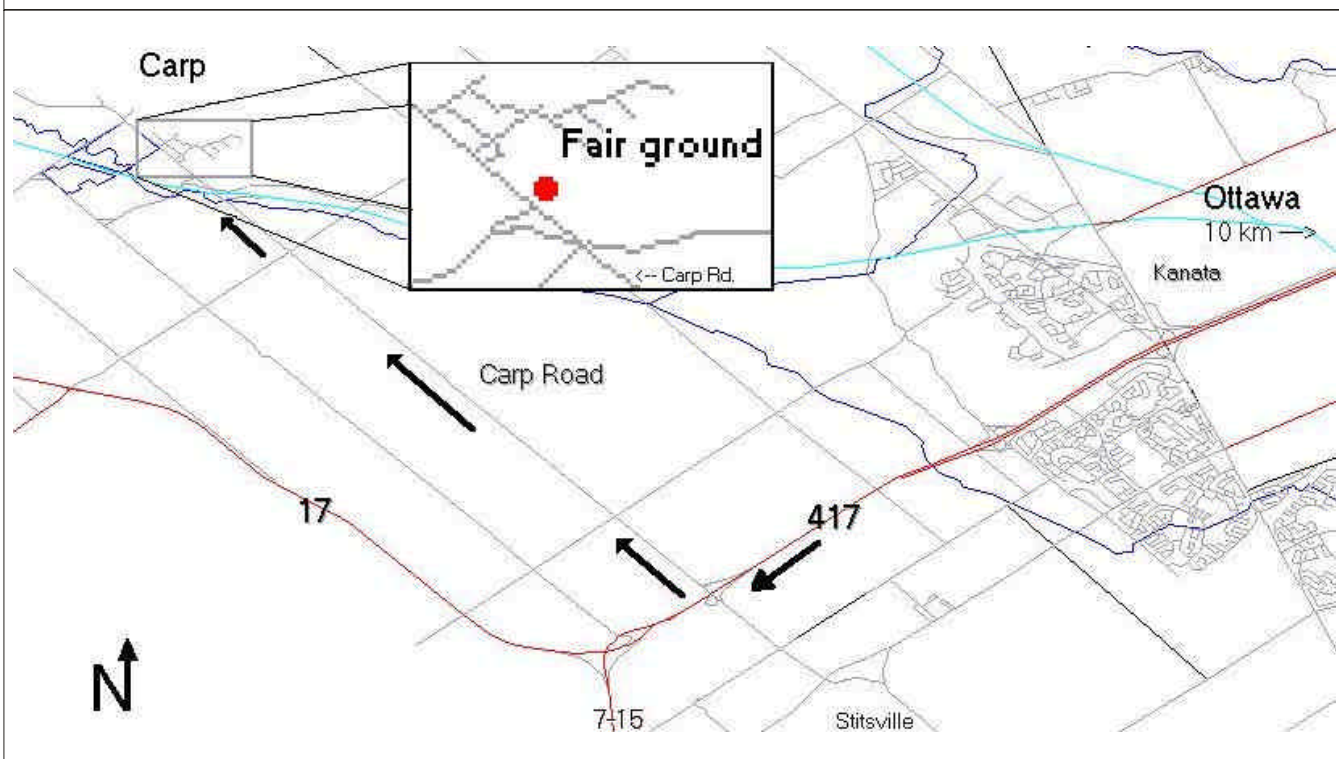 Carp
Fair ground
<-- Carp Rd.
Ottawa
10 km -->
Kanata
Carp Road
17
417
N
7-15
Stitsville